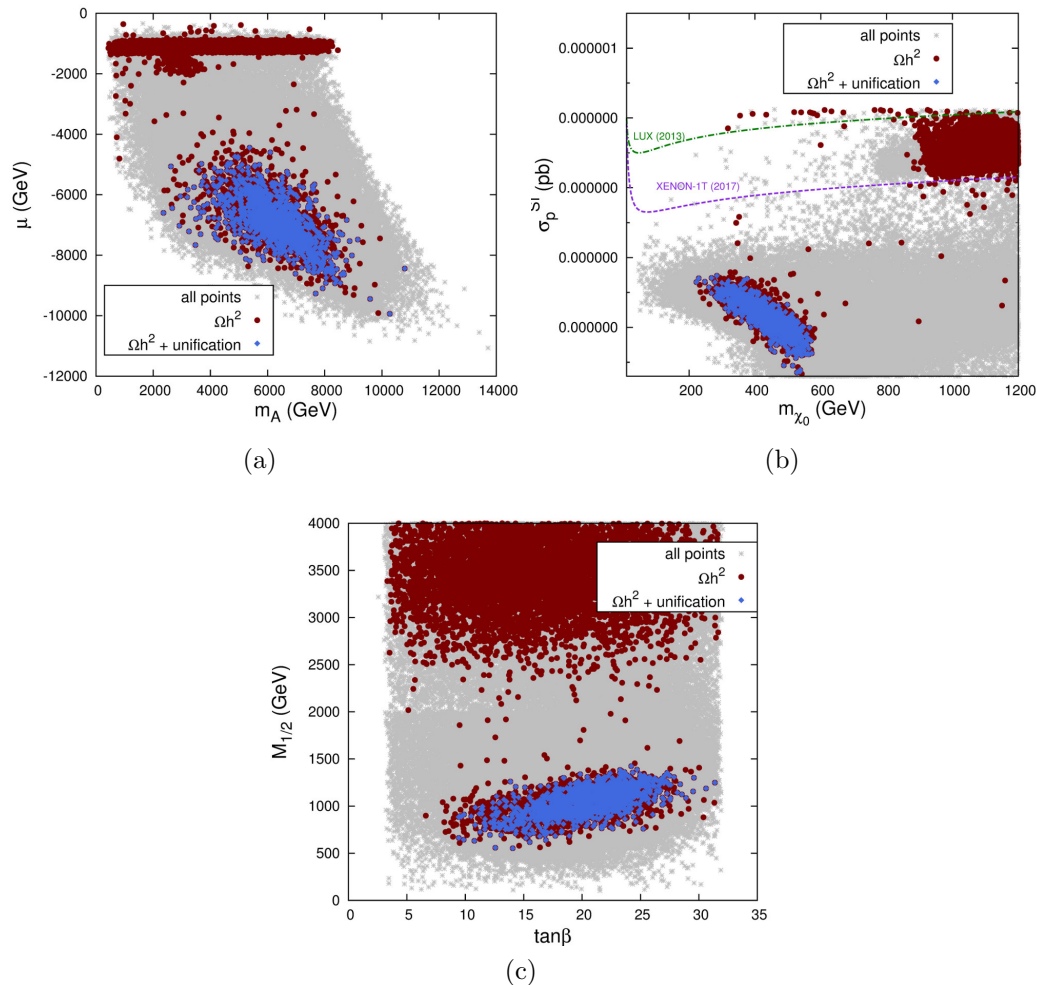 0
-2000
-4000
-6000
-8000
-10000
-12000
μ (GeV)
all points
Ωh²
Ωh² + unification
0 2000 4000 6000 8000 10000 12000 14000
m_A (GeV)
(a)
0.000001
0.000000
0.000000
0.000000
0.000000
σ_p^SI (pb)
all points
Ωh²
Ωh² + unification
LUX (2013)
XENON-1T (2017)
200 400 600 800 1000 1200
m_χ₀ (GeV)
(b)
4000
3500
3000
2500
2000
1500
1000
500
0
M_1/2 (GeV)
all points
Ωh²
Ωh² + unification
0 5 10 15 20 25 30 35
tanβ
(c)